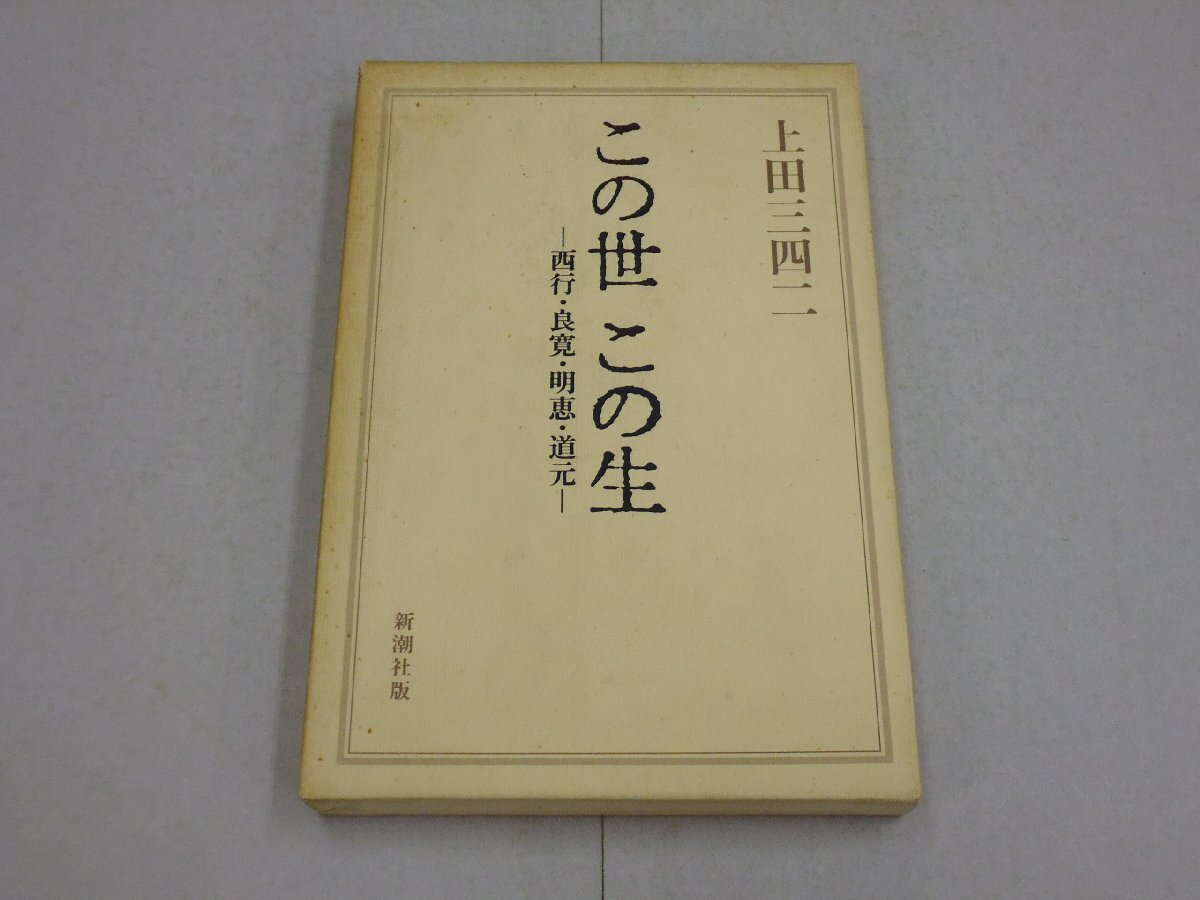 上田三四二
この世 この生
―西行・良寛・明恵・道元―
新潮社版